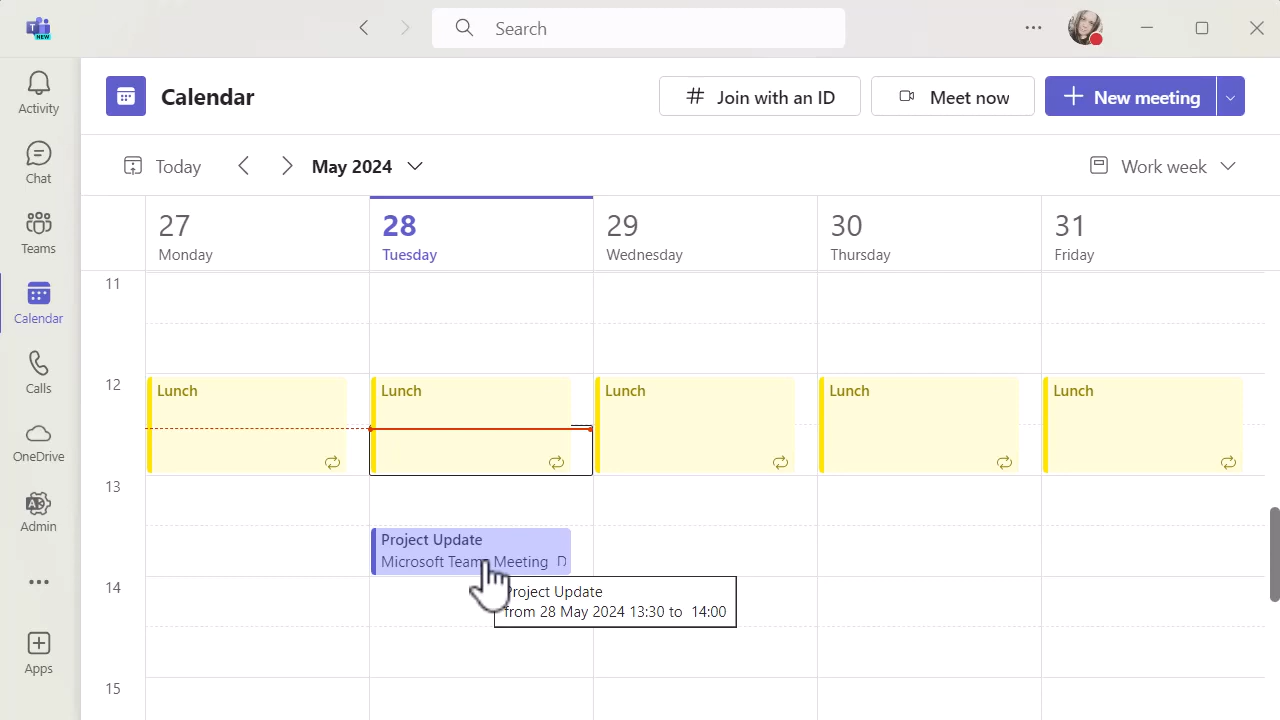 NEW
Search
Activity
Chat
Teams
Calendar
Calls
OneDrive
Admin
Apps
Calendar
# Join with an ID
Meet now
New meeting
Today
May 2024
Work week
27
Monday
28
Tuesday
29
Wednesday
30
Thursday
31
Friday
11
12
Lunch
Lunch
Lunch
Lunch
Lunch
13
Project Update
Microsoft Teams Meeting D
14
Project Update
from 28 May 2024 13:30 to 14:00
15